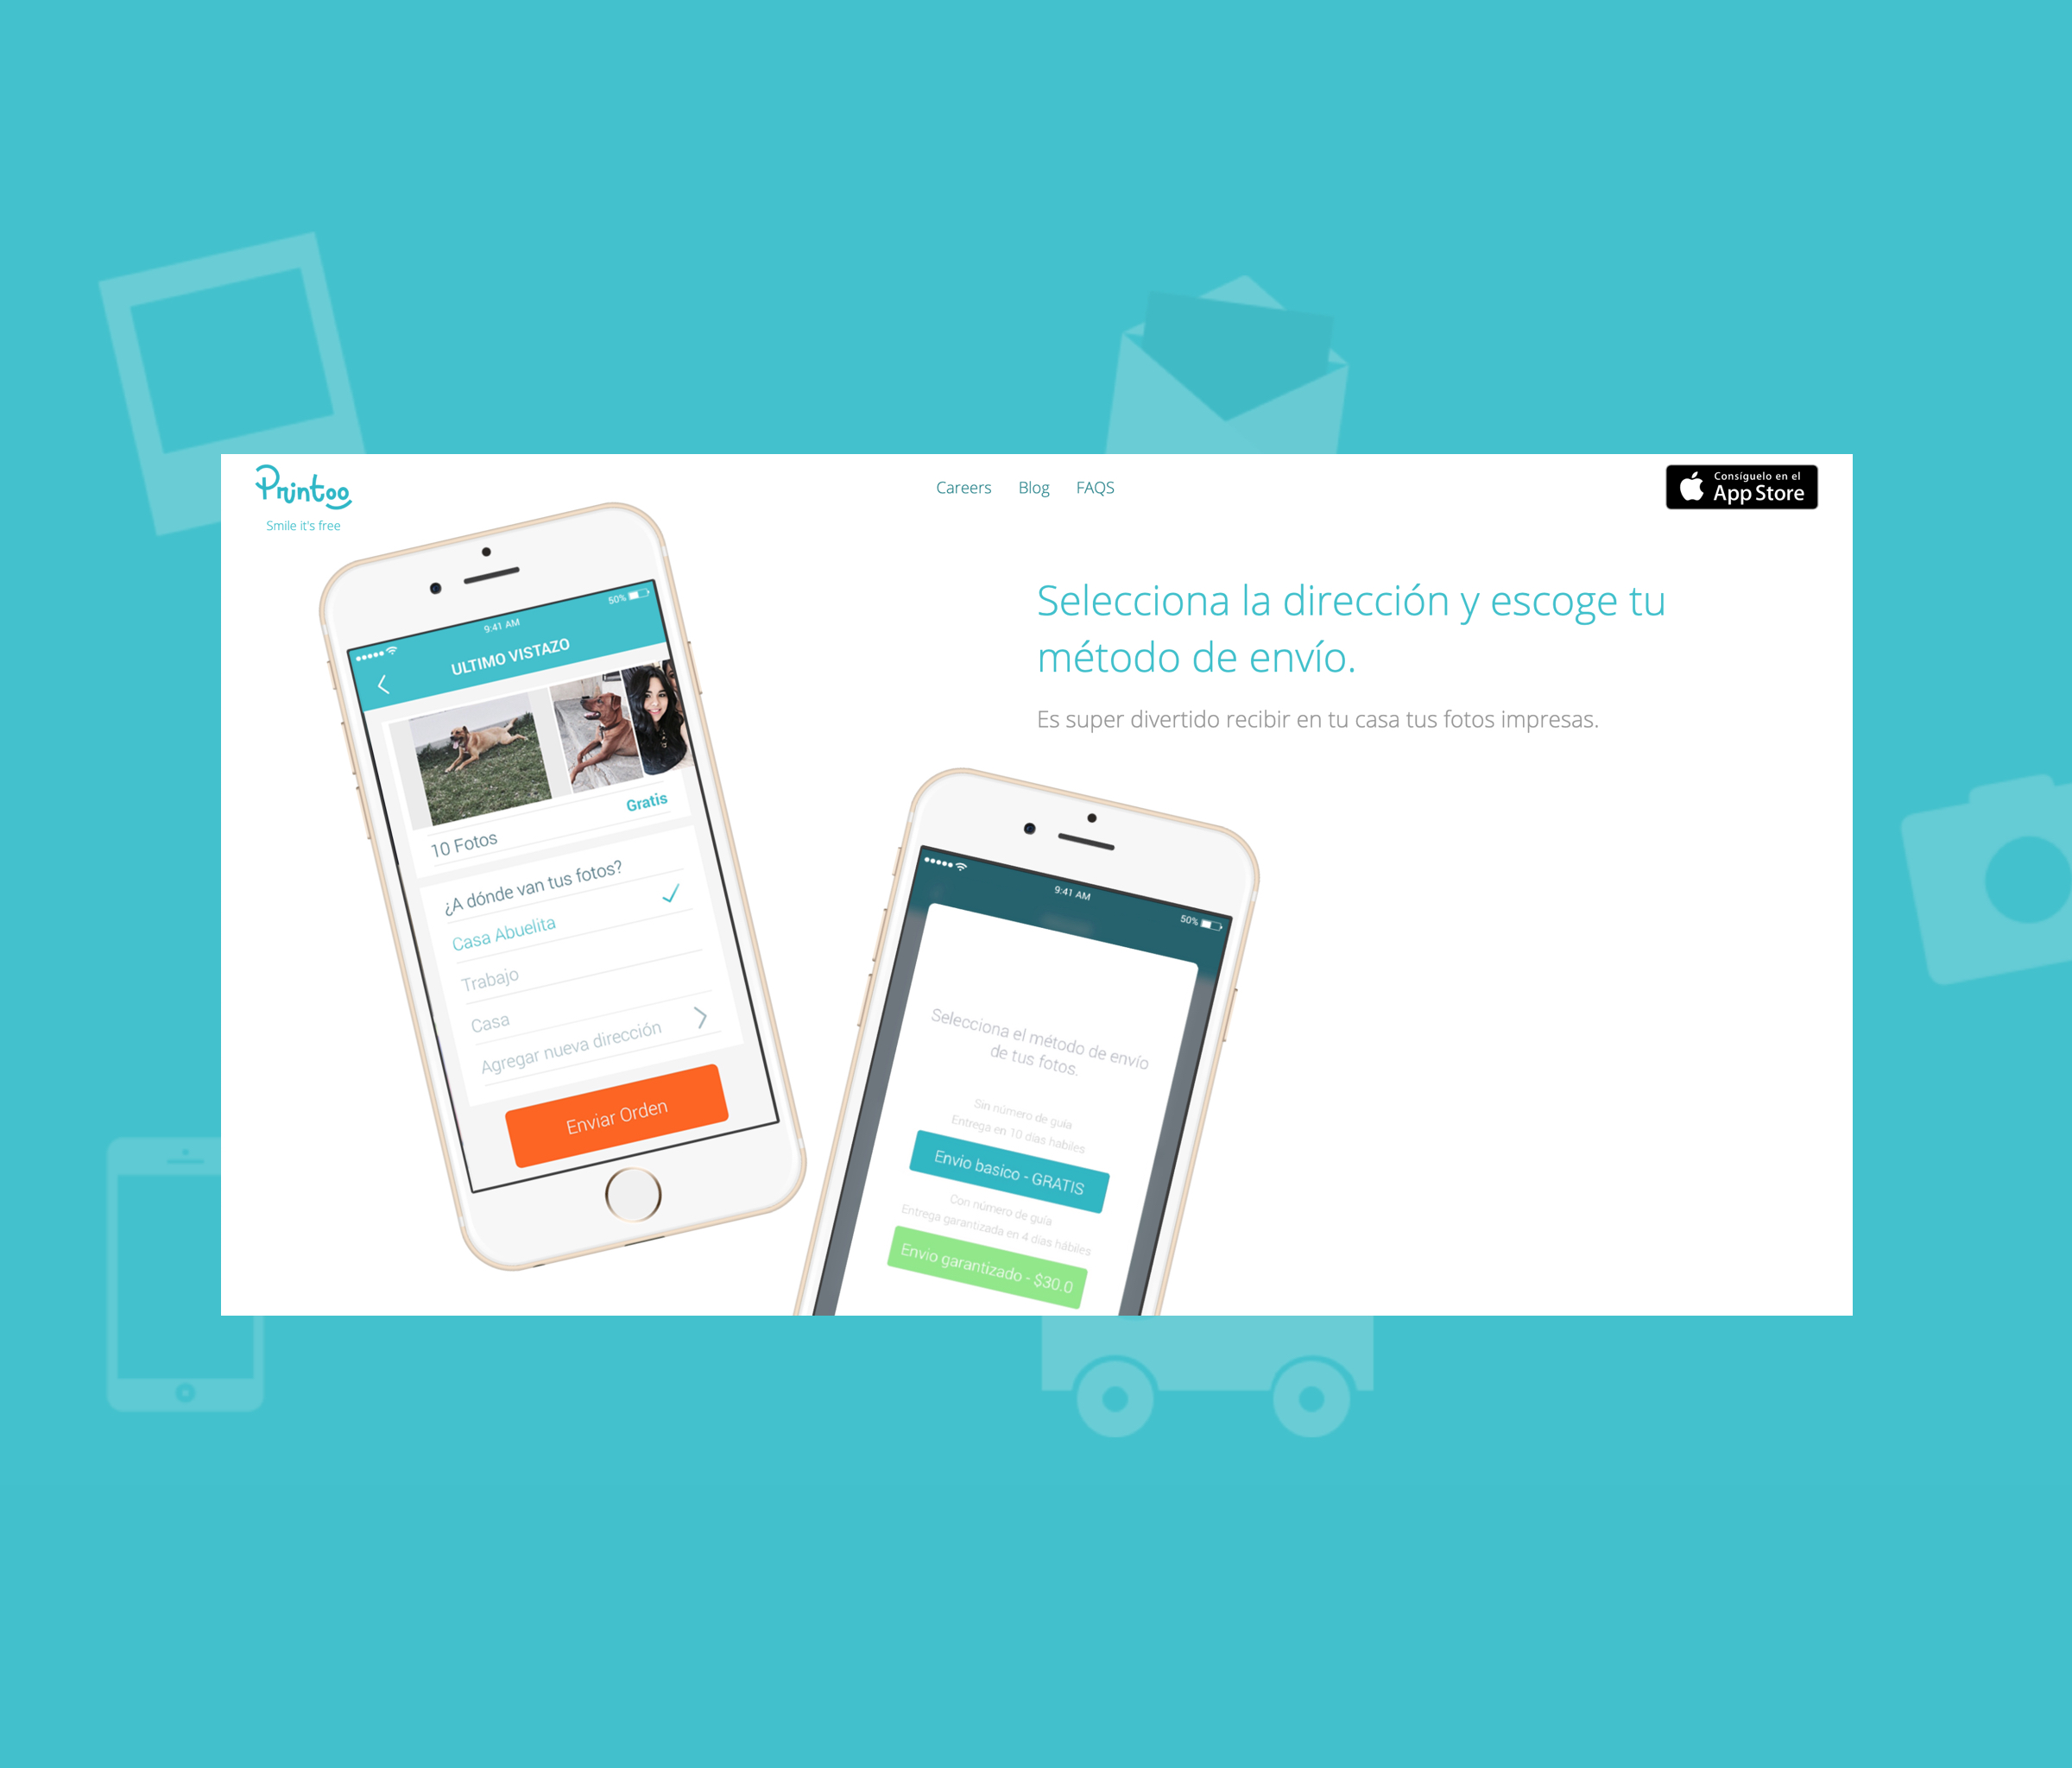 Printoo
Smile it's free
Careers
Blog
FAQS
Consíguelo en el
App Store
Selecciona la dirección y escoge tu
método de envío.
Es super divertido recibir en tu casa tus fotos impresas.
9:41 AM
50%
ULTIMO VISTAZO
10 Fotos
Gratis
¿A dónde van tus fotos?
Casa Abuelita
Trabajo
Casa
Agregar nueva dirección
Enviar Orden
9:41 AM
50%
Selecciona el método de envío
de tus fotos.
Sin número de guía
Entrega en 10 días habiles
Envio basico - GRATIS
Con número de guía
Entrega garantizada en 4 días hábiles
Envio garantizado - $30.0